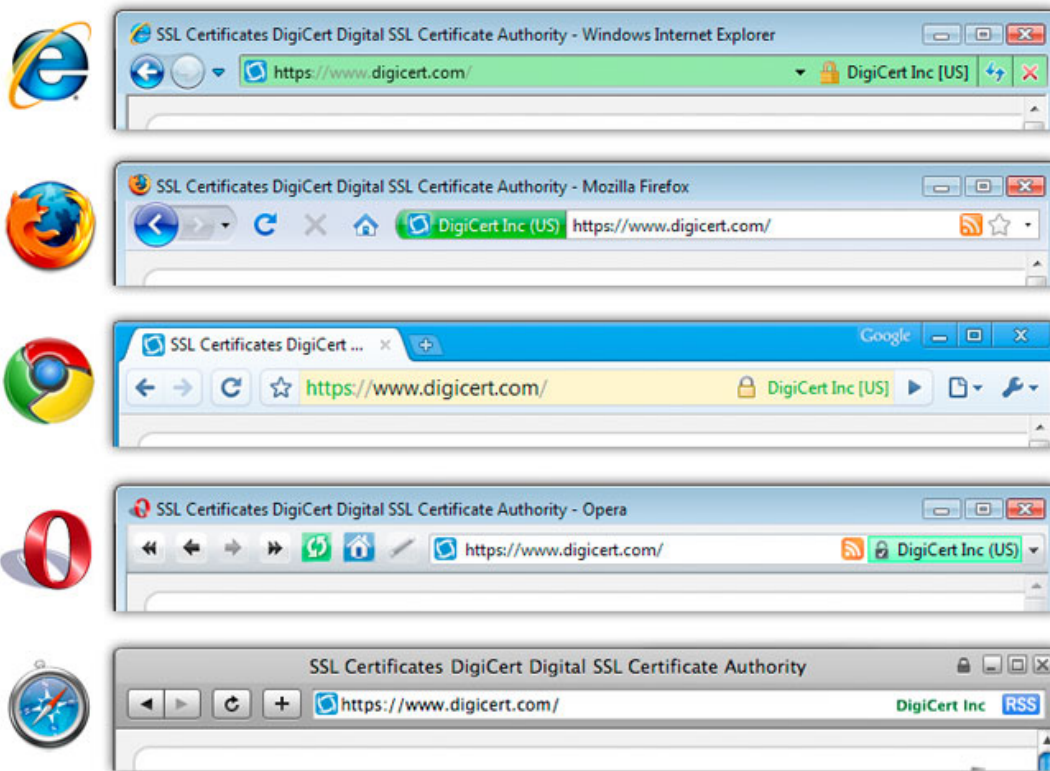 SSL Certificates DigiCert Digital SSL Certificate Authority - Windows Internet Explorer
https://www.digicert.com/ DigiCert Inc [US]
SSL Certificates DigiCert Digital SSL Certificate Authority - Mozilla Firefox
DigiCert Inc (US) https://www.digicert.com/
SSL Certificates DigiCert ... Google
https://www.digicert.com/ DigiCert Inc [US]
SSL Certificates DigiCert Digital SSL Certificate Authority - Opera
https://www.digicert.com/ DigiCert Inc (US)
SSL Certificates DigiCert Digital SSL Certificate Authority
https://www.digicert.com/ DigiCert Inc RSS